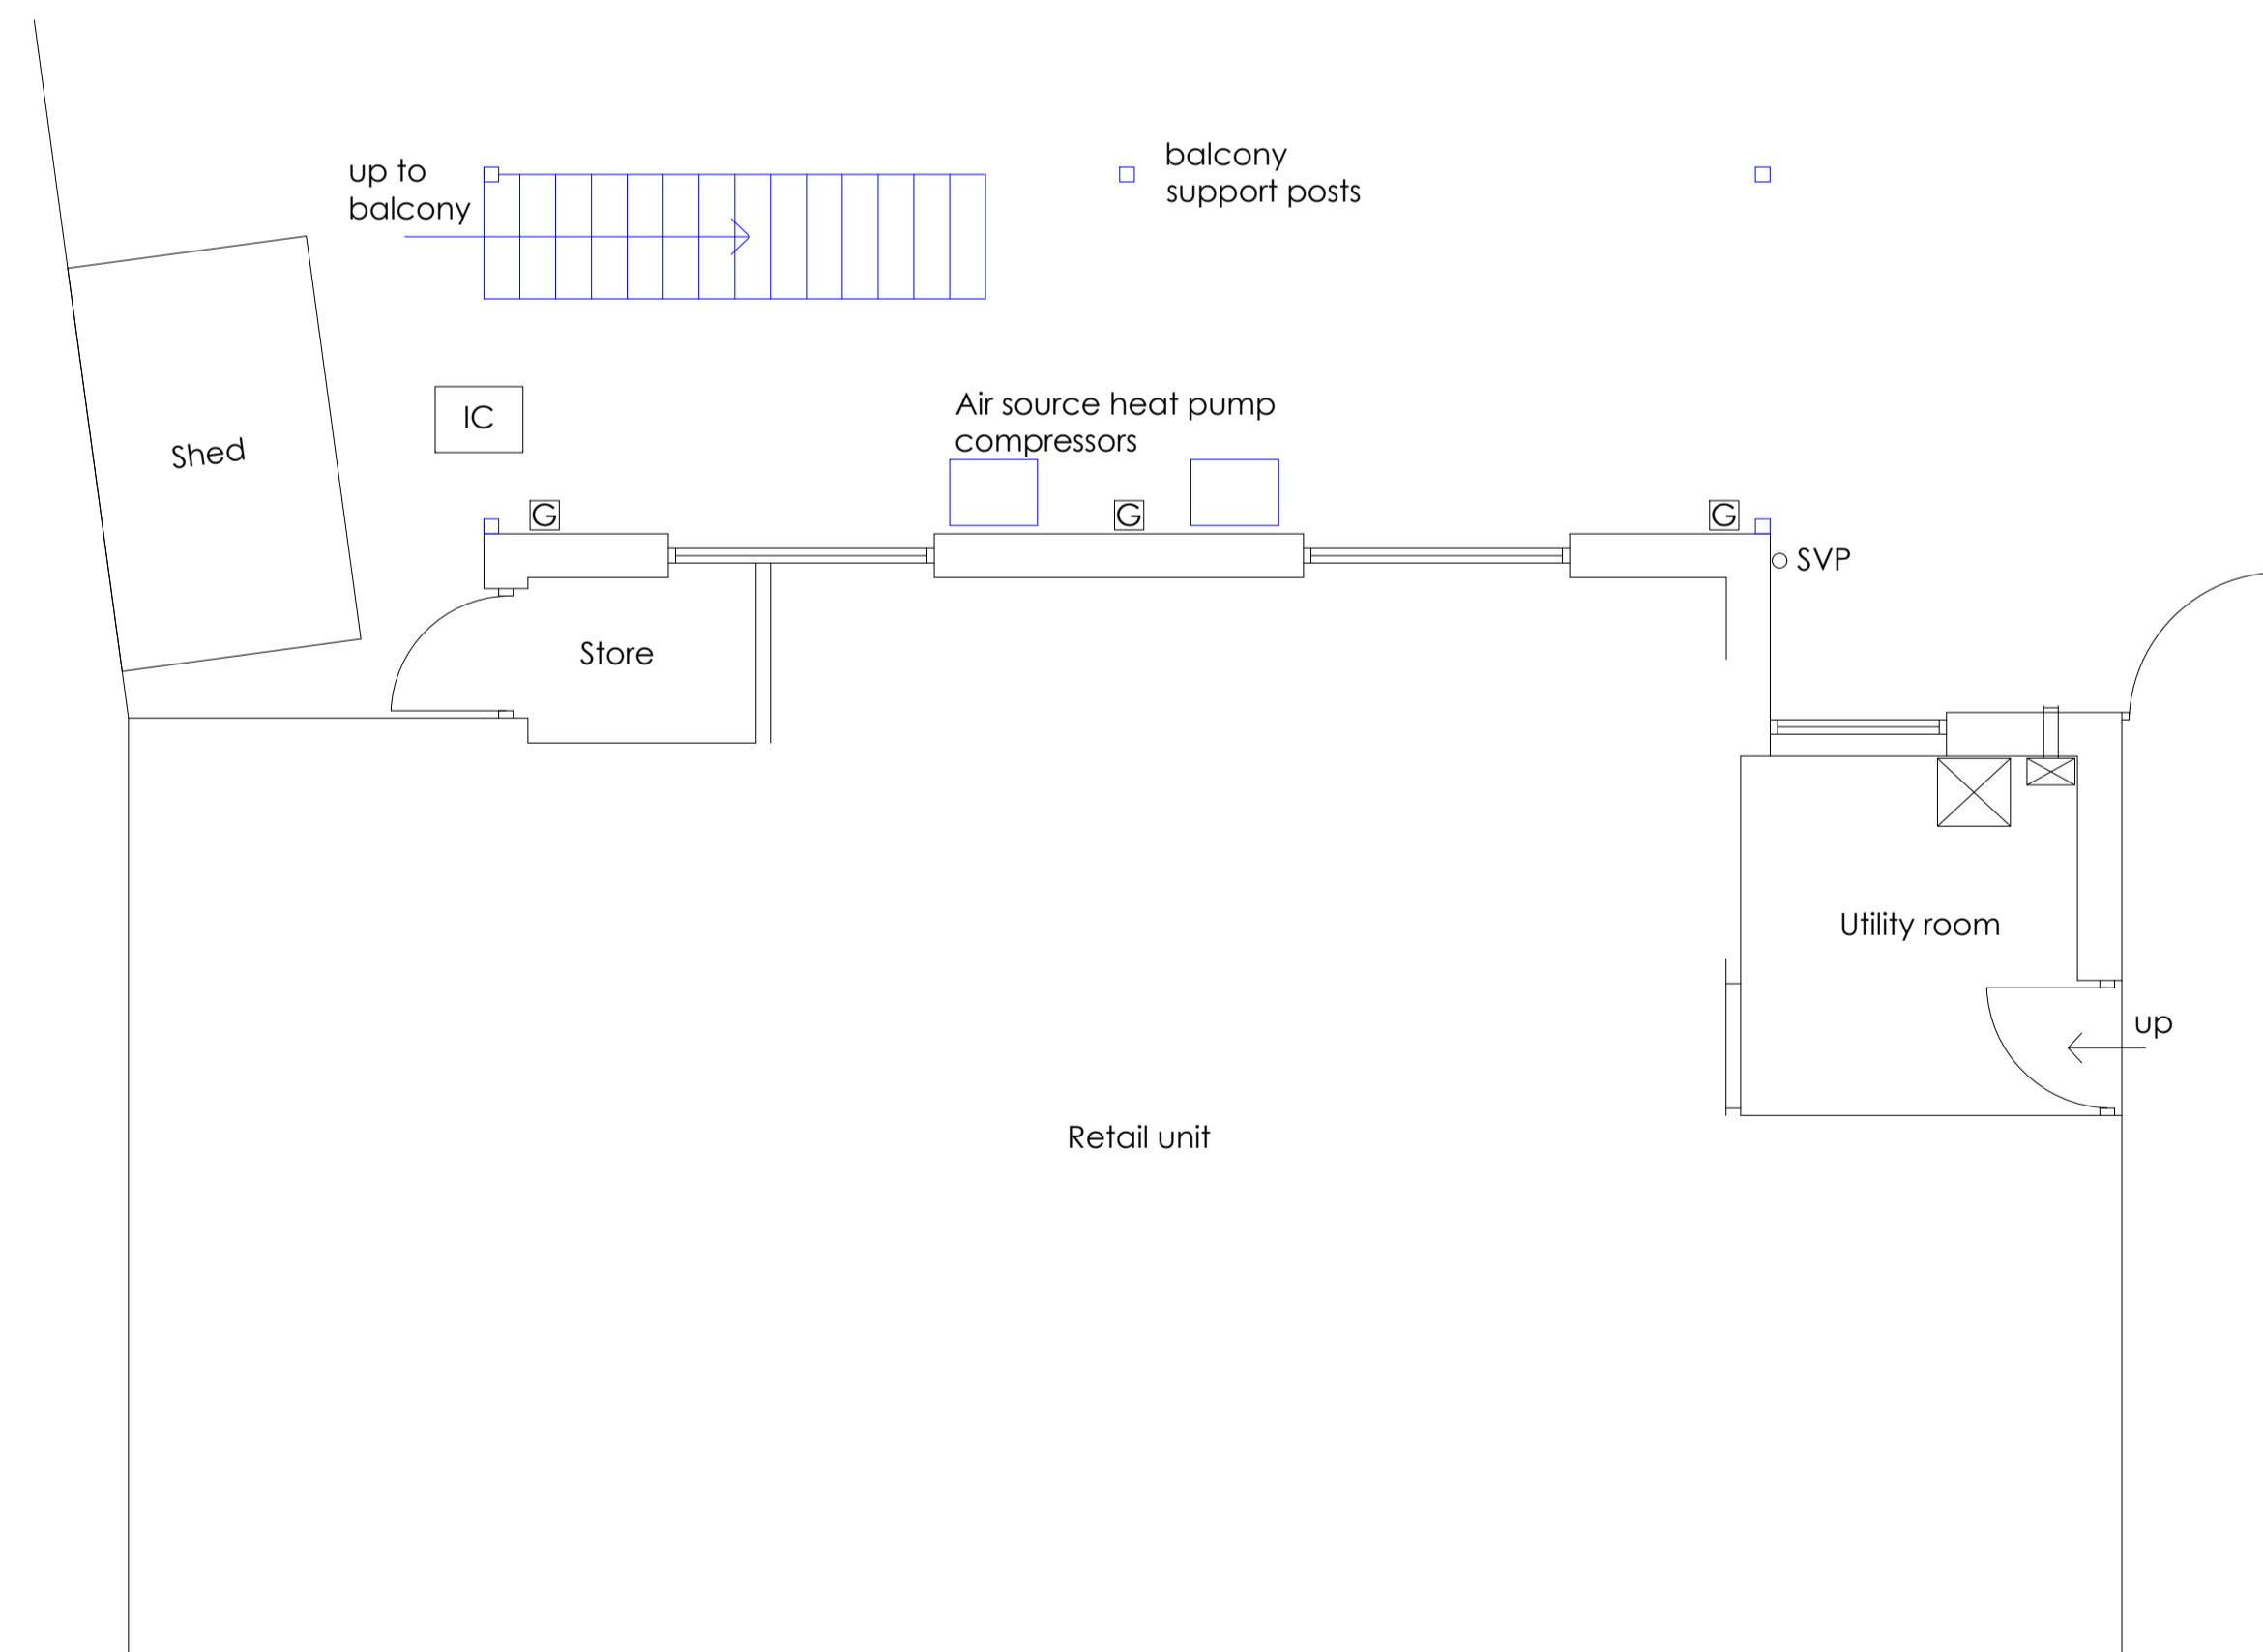 up to
balcony
balcony
support posts
IC
Air source heat pump
compressors
Shed
G
G
G
SVP
Store
Utility room
up
Retail unit